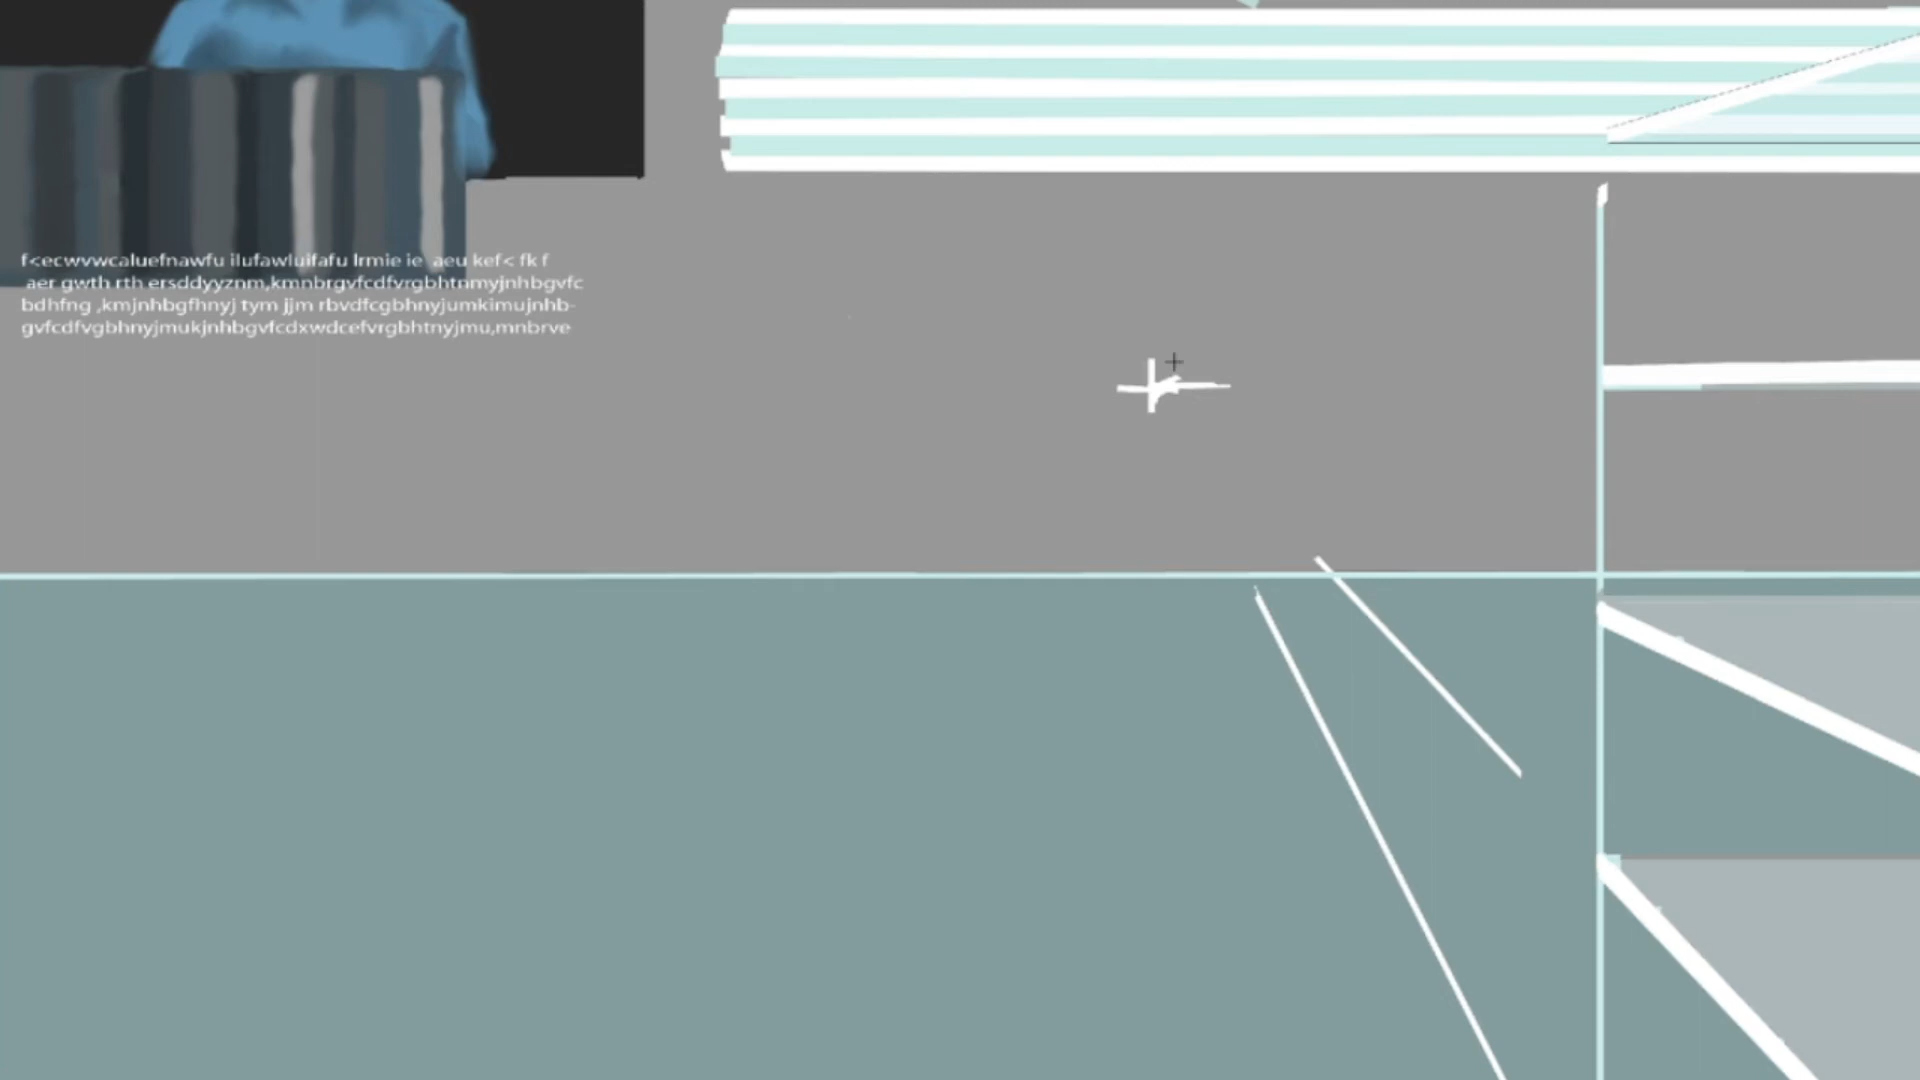 f<ecwvwcaluefnawfu ilufawluifafu lrmie ie aeu kef< fk f
aer gwth rth ersddyyznm,kmnbrgvfcdfvrgbhtnmyjnhbgvfc
bdhfng ,kmjnhbgfhnyj tym jjm rbvdfcgbhnyjumkimujnhb-
gvfcdfvgbhnyjmukjnhbgvfcdxwdcefvrgbhtnyjmu,mnbrve